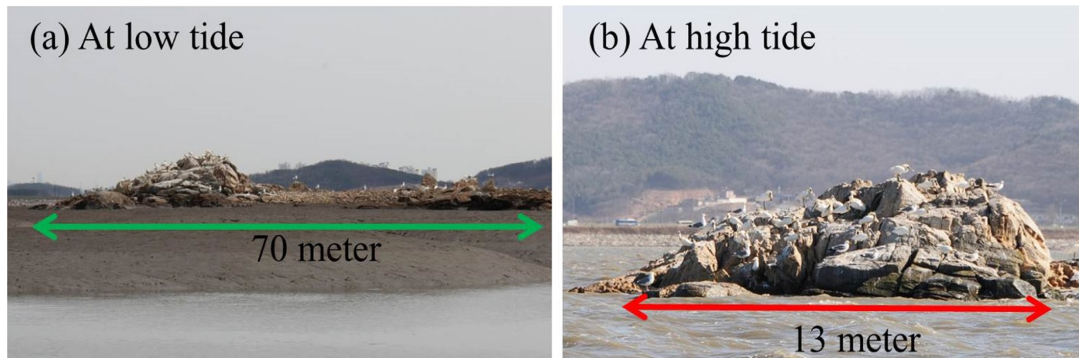 (a) At low tide
70 meter
(b) At high tide
13 meter